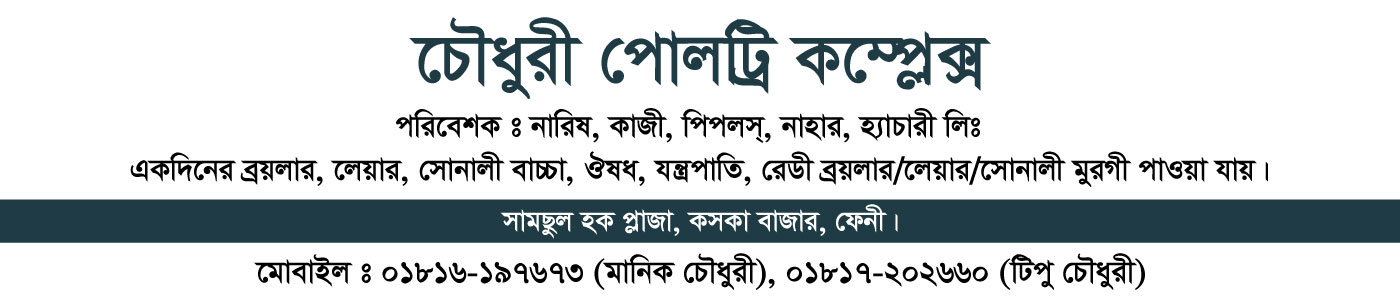 চৌধুরী পোলট্রি কম্প্লেক্স
পরিবেশক ঃ নারিষ, কাজী, পিপলস্, নাহার, হ্যাচারী লিঃ
একদিনের ব্রয়লার, লেয়ার, সোনালী বাচ্চা, ঔষধ, যন্ত্রপাতি, রেডী ব্রয়লার/লেয়ার/সোনালী মুরগী পাওয়া যায়।
সামছুল হক প্লাজা, কসকা বাজার, ফেনী।
মোবাইল ঃ ০১৮১৬-১৯৭৬৭৩ (মানিক চৌধুরী), ০১৮১৭-২০২৬৬০ (টিপু চৌধুরী)